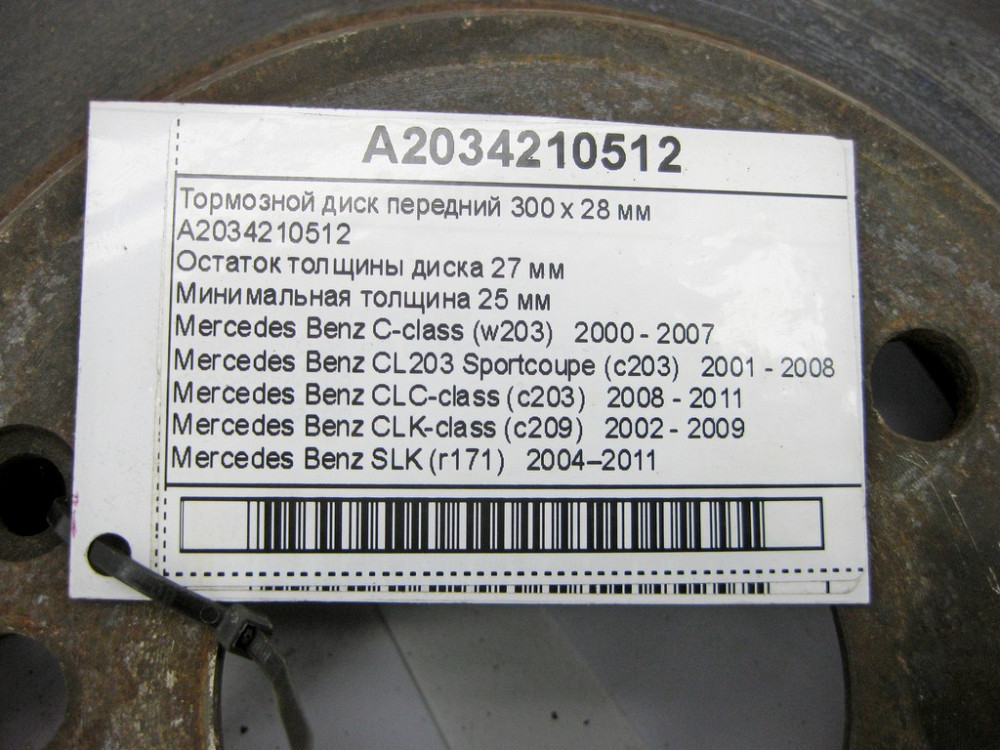 A2034210512
Тормозной диск передний 300 x 28 мм
A2034210512
Остаток толщины диска 27 мм
Минимальная толщина 25 мм
Mercedes Benz C-class (w203) 2000 - 2007
Mercedes Benz CL203 Sportcoupe (c203) 2001 - 2008
Mercedes Benz CLC-class (c203) 2008 - 2011
Mercedes Benz CLK-class (c209) 2002 - 2009
Mercedes Benz SLK (r171) 2004–2011